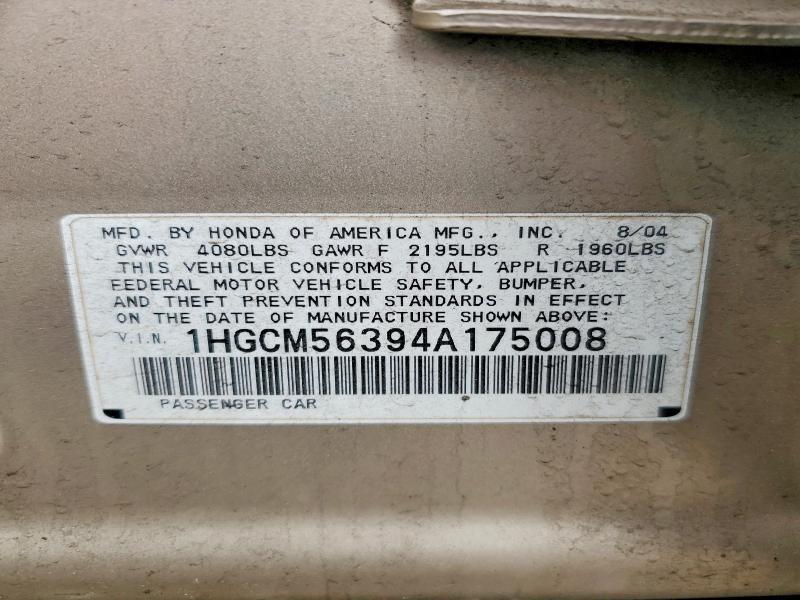 MFD. BY HONDA OF AMERICA MFG., INC. 8/04
GVWR 4080LBS GAWR F 2195LBS R 1960LBS
THIS VEHICLE CONFORMS TO ALL APPLICABLE
FEDERAL MOTOR VEHICLE SAFETY, BUMPER,
AND THEFT PREVENTION STANDARDS IN EFFECT
ON THE DATE OF MANUFACTURE SHOWN ABOVE:
V.I.N. 1HGCM56394A175008
PASSENGER CAR